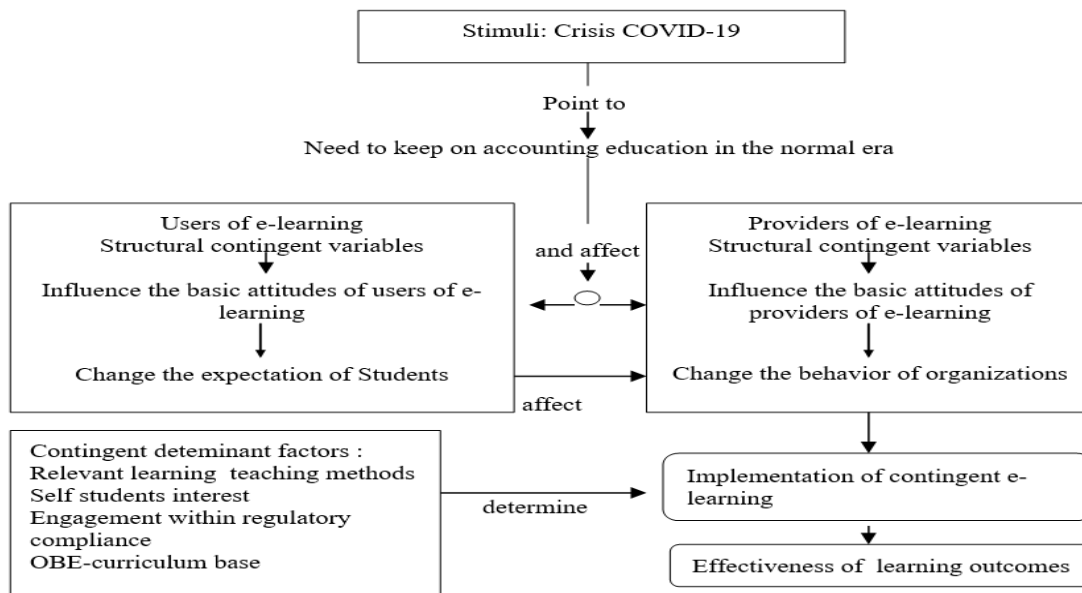 Stimuli: Crisis COVID-19
Point to
Need to keep on accounting education in the normal era
Users of e-learning
Structural contingent variables
Influence the basic attitudes of users of e-
learning
Change the expectation of Students
and affect
Providers of e-learning
Structural contingent variables
Influence the basic attitudes of
providers of e-learning
Change the behavior of organizations
affect
Contingent deteminant factors :
Relevant learning teaching methods
Self students interest
Engagement within regulatory
compliance
OBE-curriculum base
determine
Implementation of contingent e-
learning
Effectiveness of learning outcomes